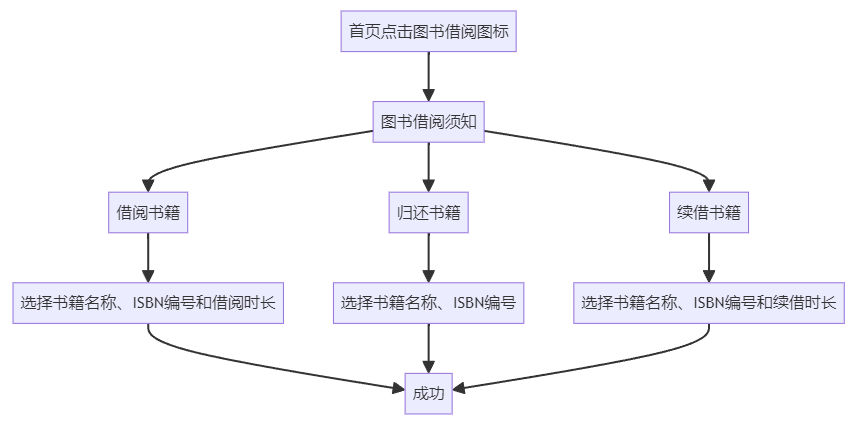 首页点击图书借阅图标
图书借阅须知
借阅书籍
归还书籍
续借书籍
选择书籍名称、ISBN编号和借阅时长
选择书籍名称、ISBN编号
选择书籍名称、ISBN编号和续借时长
成功